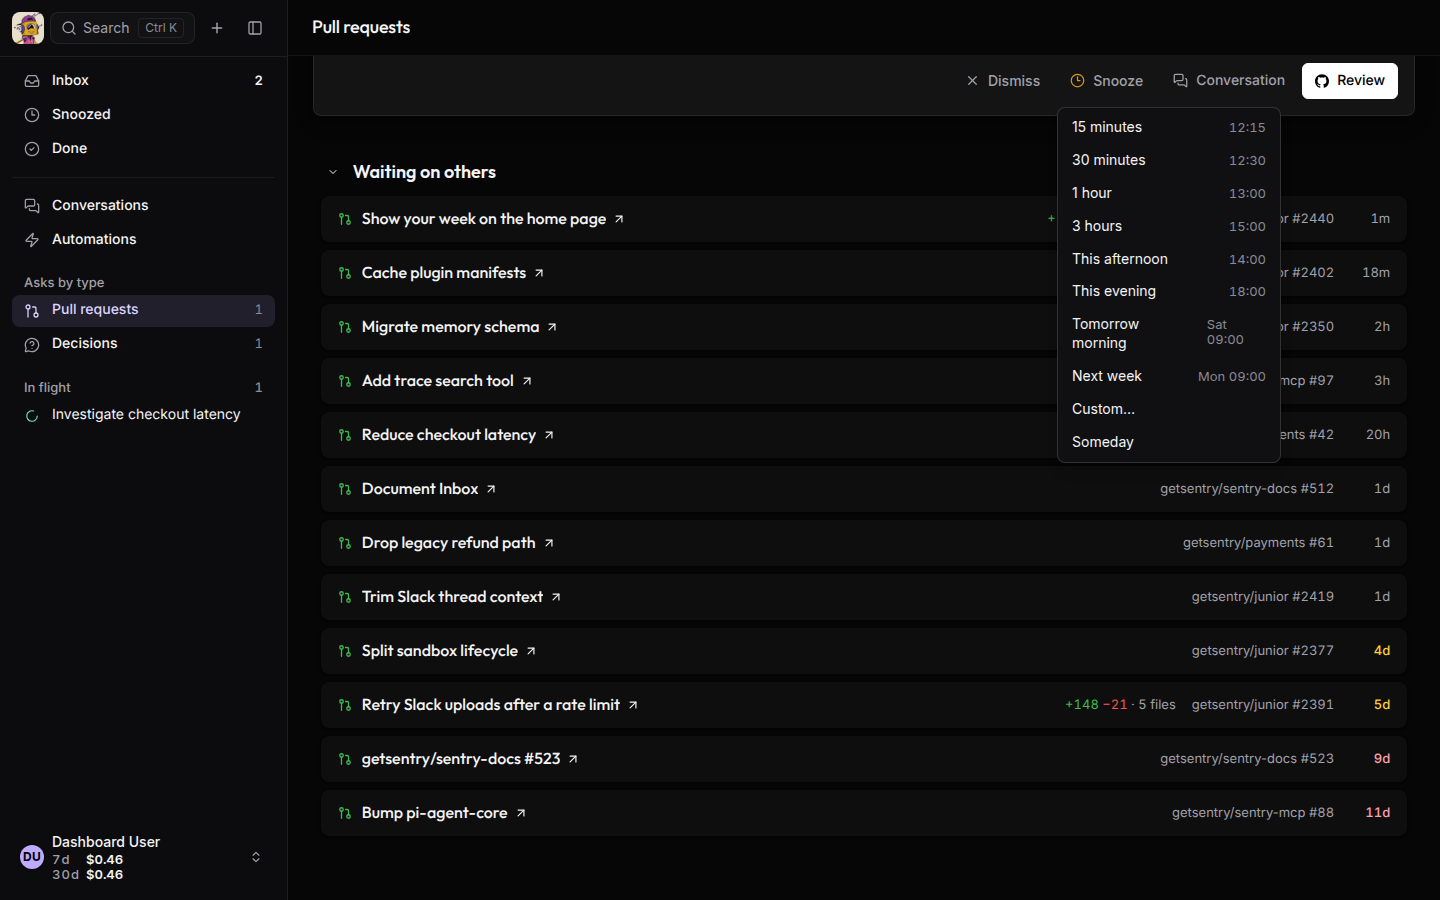 Search Ctrl K
Pull requests
Inbox 2
Snoozed
Done
Conversations
Automations
Asks by type
Pull requests 1
Decisions 1
In flight 1
Investigate checkout latency
Dashboard User
DU
7d $0.46
30d $0.46
Dismiss Snooze Conversation Review
15 minutes 12:15
30 minutes 12:30
1 hour 13:00
3 hours 15:00
This afternoon 14:00
This evening 18:00
Tomorrow morning Sat 09:00
Next week Mon 09:00
Custom...
Someday
Waiting on others
Show your week on the home page + #2440 1m
Cache plugin manifests #2402 18m
Migrate memory schema #2350 2h
Add trace search tool #97 3h
Reduce checkout latency #42 20h
Document Inbox getsentry/sentry-docs #512 1d
Drop legacy refund path getsentry/payments #61 1d
Trim Slack thread context getsentry/junior #2419 1d
Split sandbox lifecycle getsentry/junior #2377 4d
Retry Slack uploads after a rate limit +148 −21 · 5 files getsentry/junior #2391 5d
getsentry/sentry-docs #523 getsentry/sentry-docs #523 9d
Bump pi-agent-core getsentry/sentry-mcp #88 11d